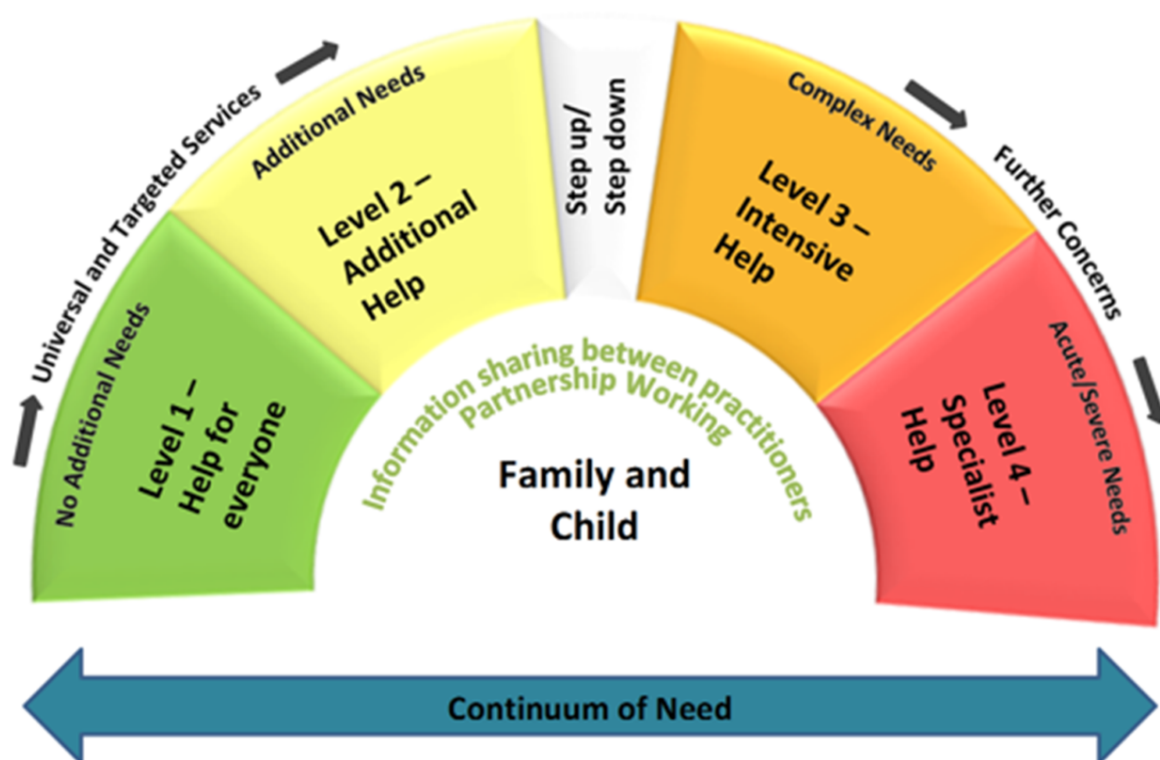 Universal and Targeted Services
No Additional Needs
Level 1 –
Help for
everyone
Additional Needs
Level 2 –
Additional
Help
Step up/
Step down
Complex Needs
Level 3 –
Intensive
Help
Further Concerns
Acute/Severe Needs
Level 4 –
Specialist
Help
Information sharing between practitioners
Partnership Working
Family and
Child
Continuum of Need